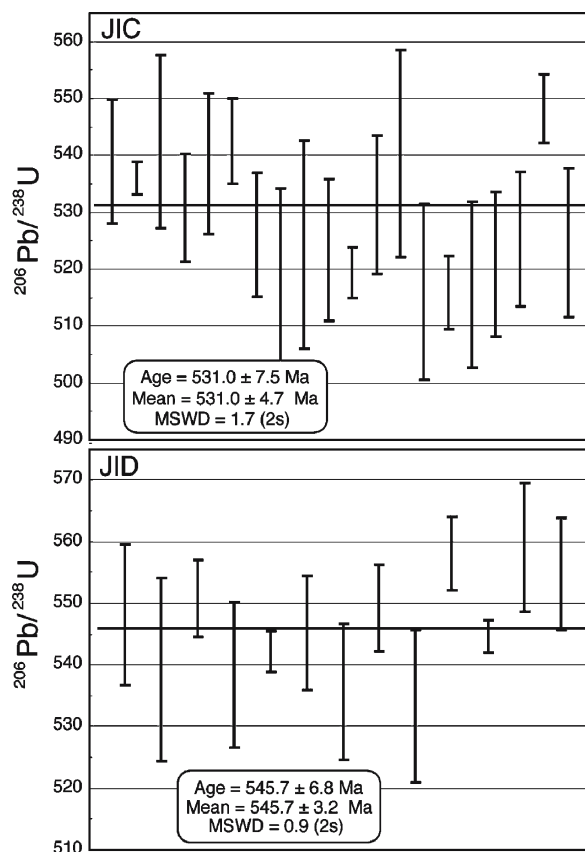 JIC
560
550
540
530
520
510
500
490
206Pb/238U
Age = 531.0 ± 7.5 Ma
Mean = 531.0 ± 4.7 Ma
MSWD = 1.7 (2s)
JID
570
560
550
540
530
520
510
206Pb/238U
Age = 545.7 ± 6.8 Ma
Mean = 545.7 ± 3.2 Ma
MSWD = 0.9 (2s)